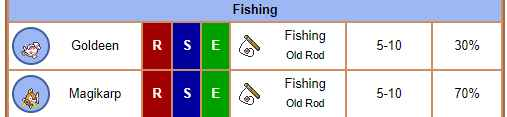 Fishing
Goldeen R S E Fishing 5-10 30%
Old Rod
Magikarp R S E Fishing 5-10 70%
Old Rod